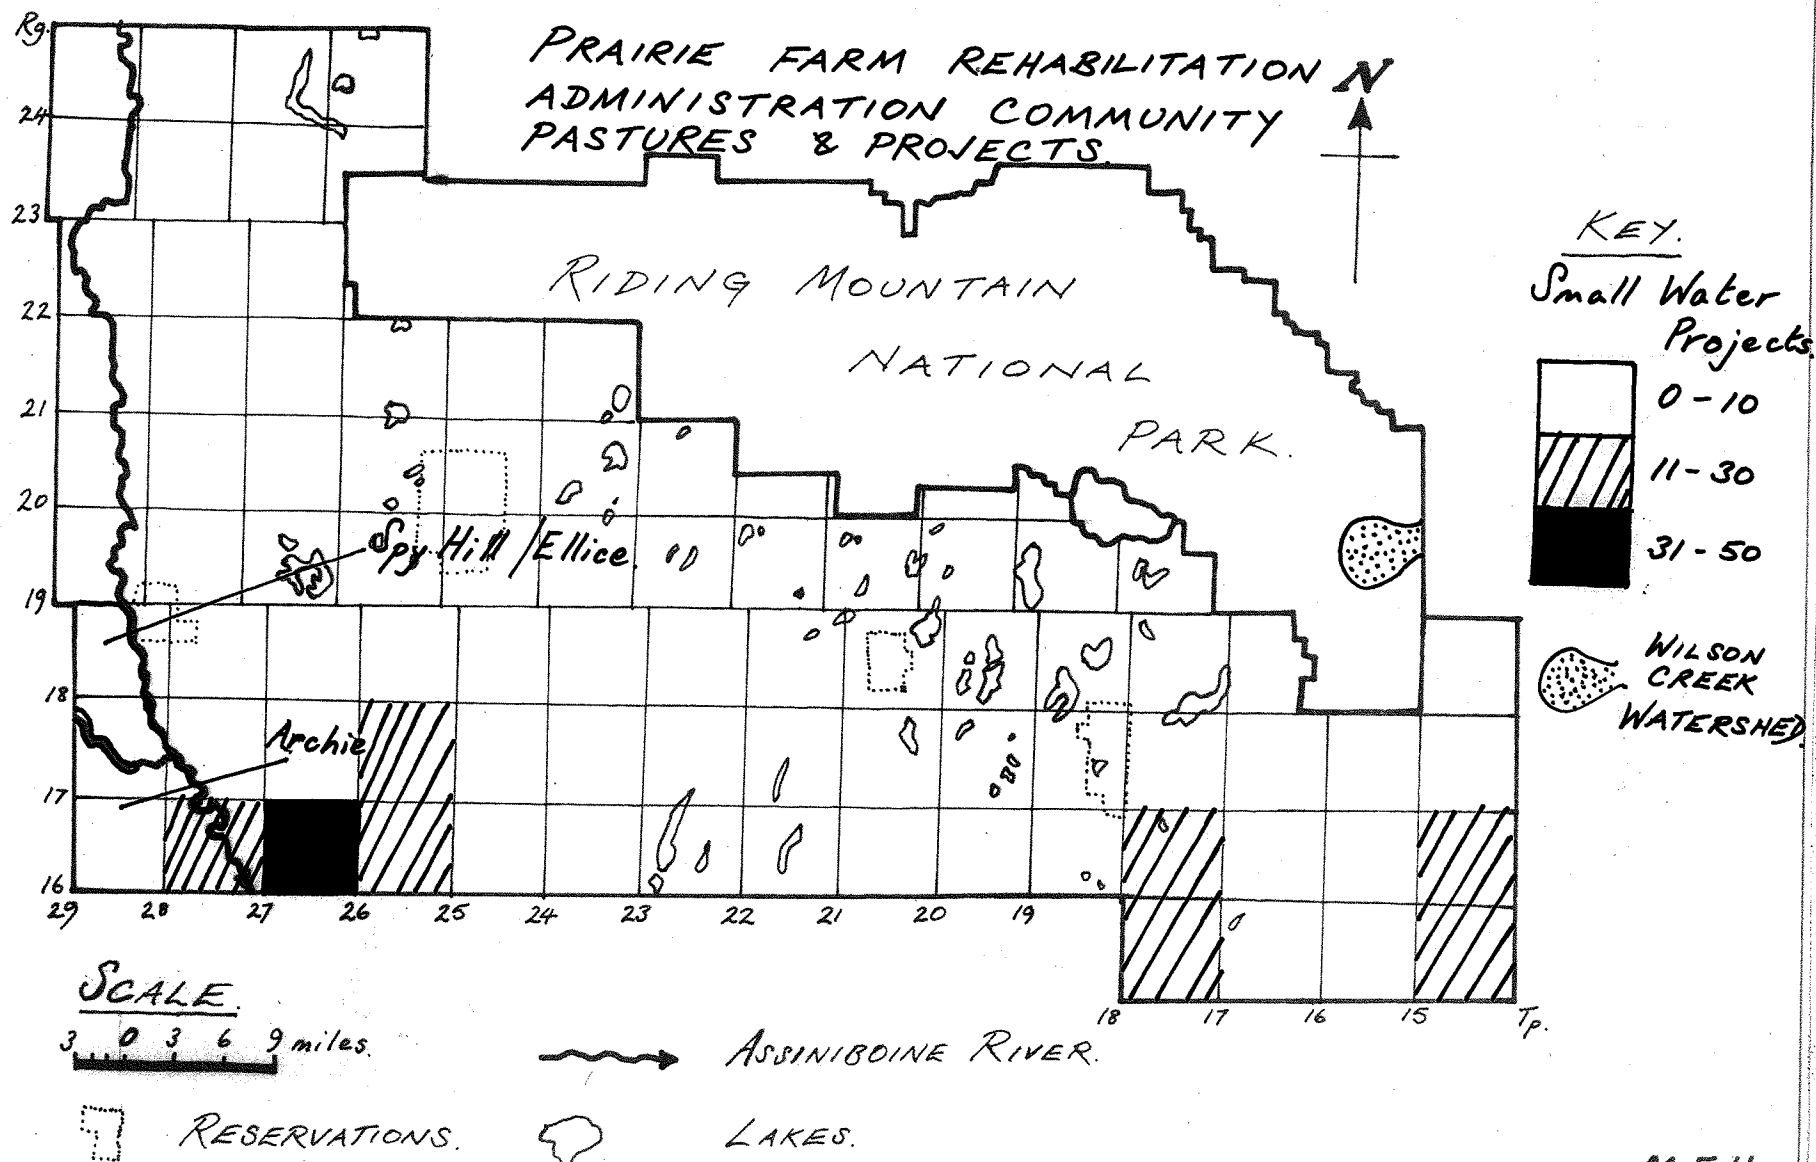 PRAIRIE FARM REHABILITATION
ADMINISTRATION COMMUNITY
PASTURES & PROJECTS.
N
Rg.
24
23
22
21
20
19
18
17
16
RIDING MOUNTAIN
NATIONAL
PARK.
Spy Hill/Ellice.
Archie
29 28 27 26 25 24 23 22 21 20 19
18 17 16 15 Tp.
KEY.
Small Water
Projects.
0-10
11-30
31-50
WILSON
CREEK
WATERSHED.
SCALE.
3 0 3 6 9 miles.
ASSINIBOINE RIVER.
RESERVATIONS.
LAKES.